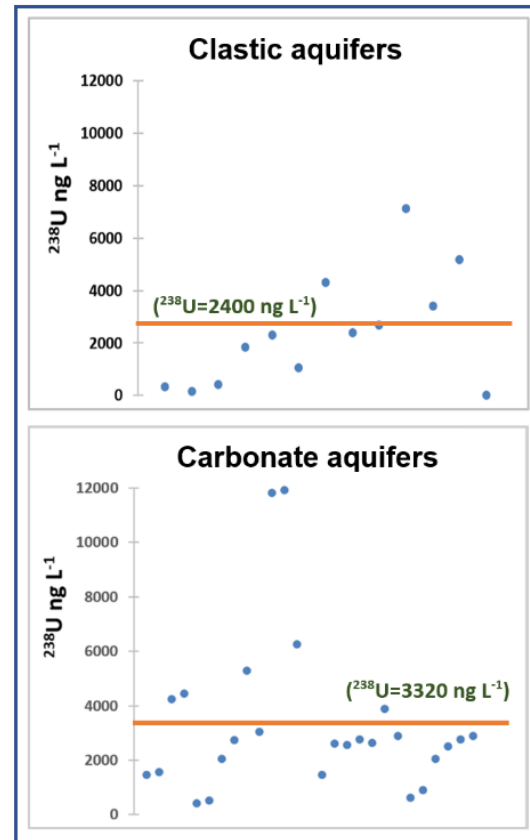 Clastic aquifers
²³⁸U ng L⁻¹
12000
10000
8000
6000
4000
2000
0
(²³⁸U=2400 ng L⁻¹)
Carbonate aquifers
²³⁸U ng L⁻¹
12000
10000
8000
6000
4000
2000
0
(²³⁸U=3320 ng L⁻¹)